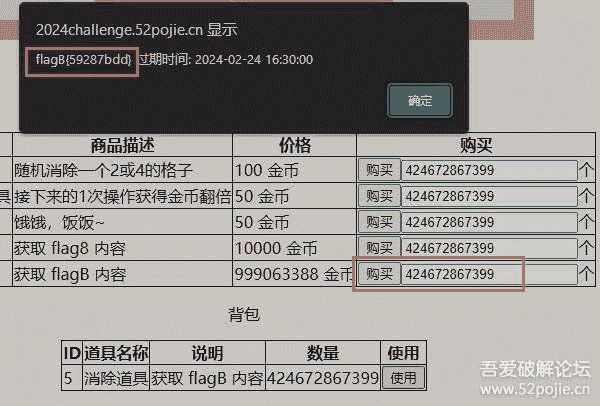 2024challenge.52pojie.cn 显示
flagB{59287bdd} 过期时间: 2024-02-24 16:30:00
确定
商品描述 价格 购买
随机消除一个2或4的格子 100 金币 购买 424672867399 个
具 接下来的1次操作获得金币翻倍 50 金币 购买 424672867399 个
饿饿，饭饭~ 50 金币 购买 424672867399 个
获取 flag8 内容 10000 金币 购买 424672867399 个
获取 flagB 内容 999063388 金币 购买 424672867399 个
背包
ID 道具名称 说明 数量 使用
5 消除道具 获取 flagB 内容 424672867399 使用
吾爱破解论坛
www.52pojie.cn